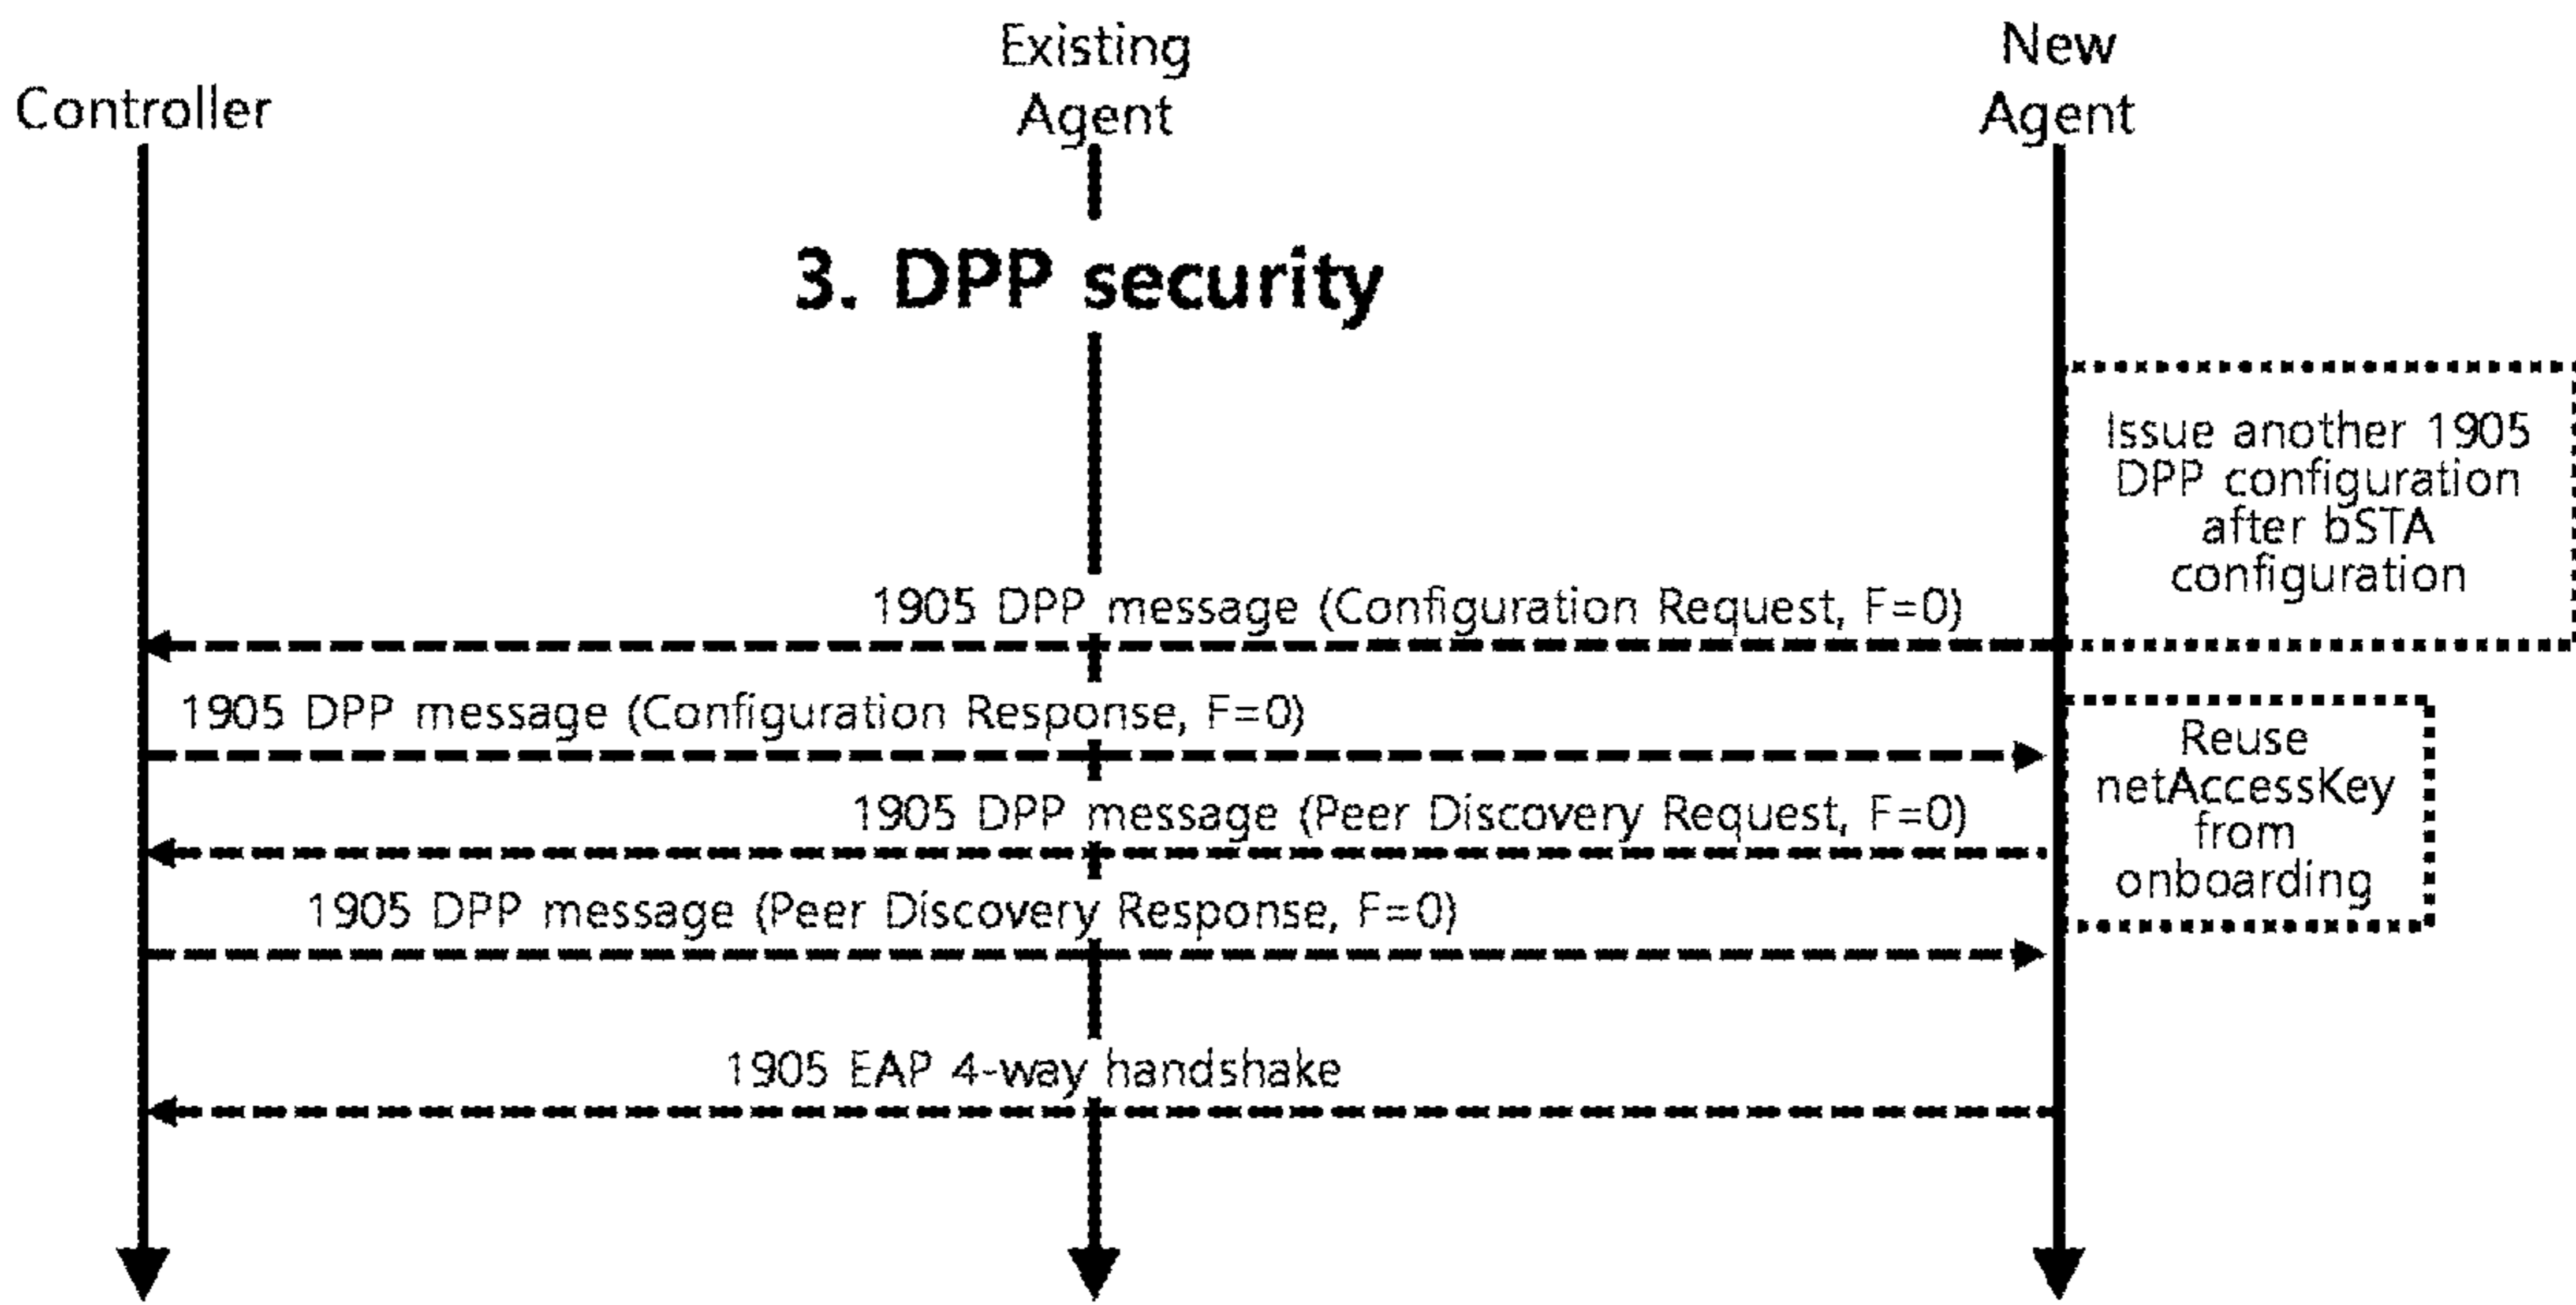 Controller
Existing
Agent
New
Agent
3. DPP security
Issue another 1905
DPP configuration
after bSTA
configuration
1905 DPP message (Configuration Request, F=0)
1905 DPP message (Configuration Response, F=0)
Reuse
netAccessKey
from
onboarding
1905 DPP message (Peer Discovery Request, F=0)
1905 DPP message (Peer Discovery Response, F=0)
1905 EAP 4-way handshake